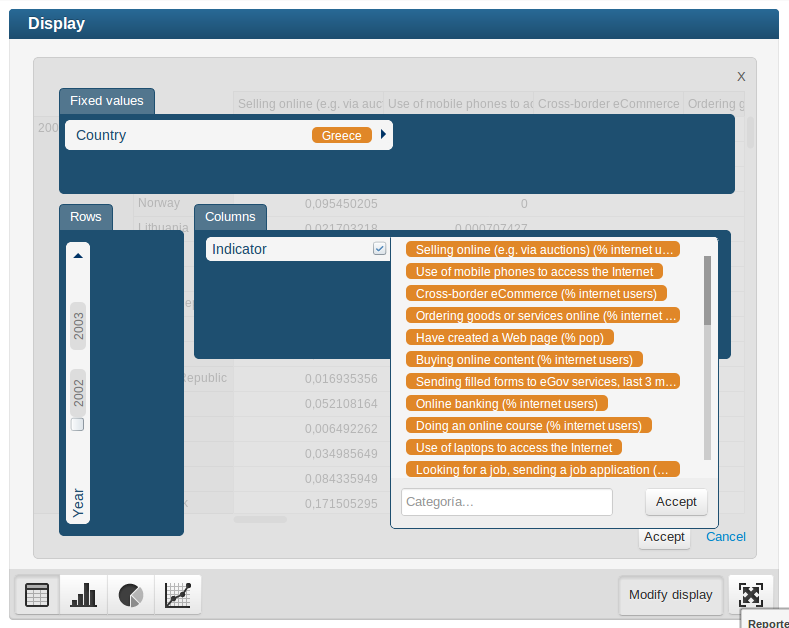 Display
X
Fixed values
Selling online (e.g. via auc
Use of mobile phones to ac
Cross-border eCommerce
Ordering g
200
Country
Greece
Norway
0,095450205
0
Rows
Columns
Lithuania
0,021703218
0,000707427
Indicator
Selling online (e.g. via auctions) (% internet u...
Use of mobile phones to access the Internet
Cross-border eCommerce (% internet users)
Ordering goods or services online (% internet ...
Have created a Web page (% pop)
Buying online content (% internet users)
Sending filled forms to eGov services, last 3 m...
Online banking (% internet users)
Doing an online course (% internet users)
Use of laptops to access the Internet
Looking for a job, sending a job application (...
2003
2002
Year
Republic
0,016935356
0,052108164
0,006492262
0,034985649
0,084335949
0,171505295
Categoría...
Accept
Accept
Cancel
Modify display
Reporte